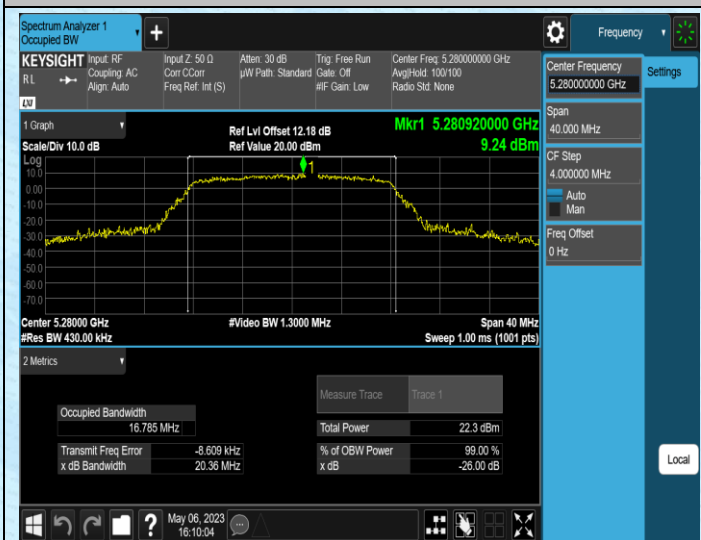 Spectrum Analyzer 1
Occupied BW
Frequency
KEYSIGHT
R L
LXI
Input: RF
Coupling: AC
Align: Auto
Input Z: 50 Ω
Corr CCorr
Freq Ref: Int (S)
Atten: 30 dB
µW Path: Standard
Trig: Free Run
Gate: Off
#IF Gain: Low
Center Freq: 5.280000000 GHz
Avg|Hold: 100/100
Radio Std: None
1 Graph
Scale/Div 10.0 dB
Ref Lvl Offset 12.18 dB
Ref Value 20.00 dBm
Mkr1 5.280920000 GHz
9.24 dBm
Log
10.0
0.00
-10.0
-20.0
-30.0
-40.0
-50.0
-60.0
-70.0
1
Center 5.28000 GHz
#Res BW 430.00 kHz
#Video BW 1.3000 MHz
Span 40 MHz
Sweep 1.00 ms (1001 pts)
2 Metrics
Measure Trace Trace 1
Occupied Bandwidth
16.785 MHz
Total Power 22.3 dBm
Transmit Freq Error -8.609 kHz
% of OBW Power 99.00 %
x dB Bandwidth 20.36 MHz
x dB -26.00 dB
May 06, 2023
16:10:04
Center Frequency
5.280000000 GHz
Span
40.000 MHz
CF Step
4.000000 MHz
Auto
Man
Freq Offset
0 Hz
Settings
Local